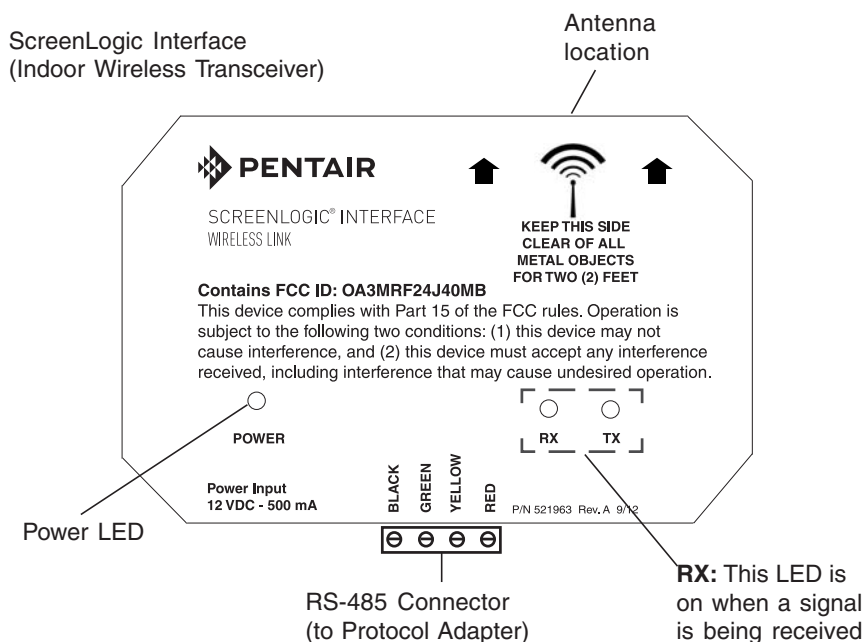 ScreenLogic Interface
(Indoor Wireless Transceiver)
Antenna
location
PENTAIR
SCREENLOGIC® INTERFACE
WIRELESS LINK
KEEP THIS SIDE
CLEAR OF ALL
METAL OBJECTS
FOR TWO (2) FEET
Contains FCC ID: OA3MRF24J40MB
This device complies with Part 15 of the FCC rules. Operation is
subject to the following two conditions: (1) this device may not
cause interference, and (2) this device must accept any interference
received, including interference that may cause undesired operation.
POWER
RX TX
Power Input
12 VDC - 500 mA
BLACK
GREEN
YELLOW
RED
P/N 521963 Rev. A 9/12
Power LED
RS-485 Connector
(to Protocol Adapter)
RX: This LED is
on when a signal
is being received